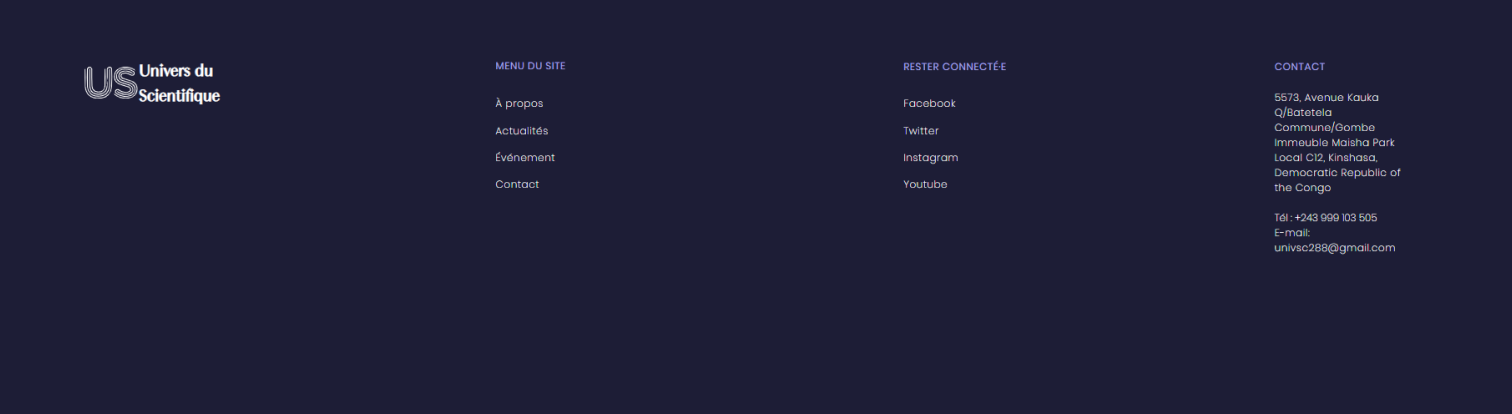 US Univers du
Scientifique
MENU DU SITE
À propos
Actualités
Événement
Contact
RESTER CONNECTÉ·E
Facebook
Twitter
Instagram
Youtube
CONTACT
5573, Avenue Kauka
Q/Batetela
Commune/Gombe
Immeuble Maisha Park
Local C12, Kinshasa,
Democratic Republic of
the Congo
Tél : +243 999 103 505
E-mail:
univsc288@gmail.com